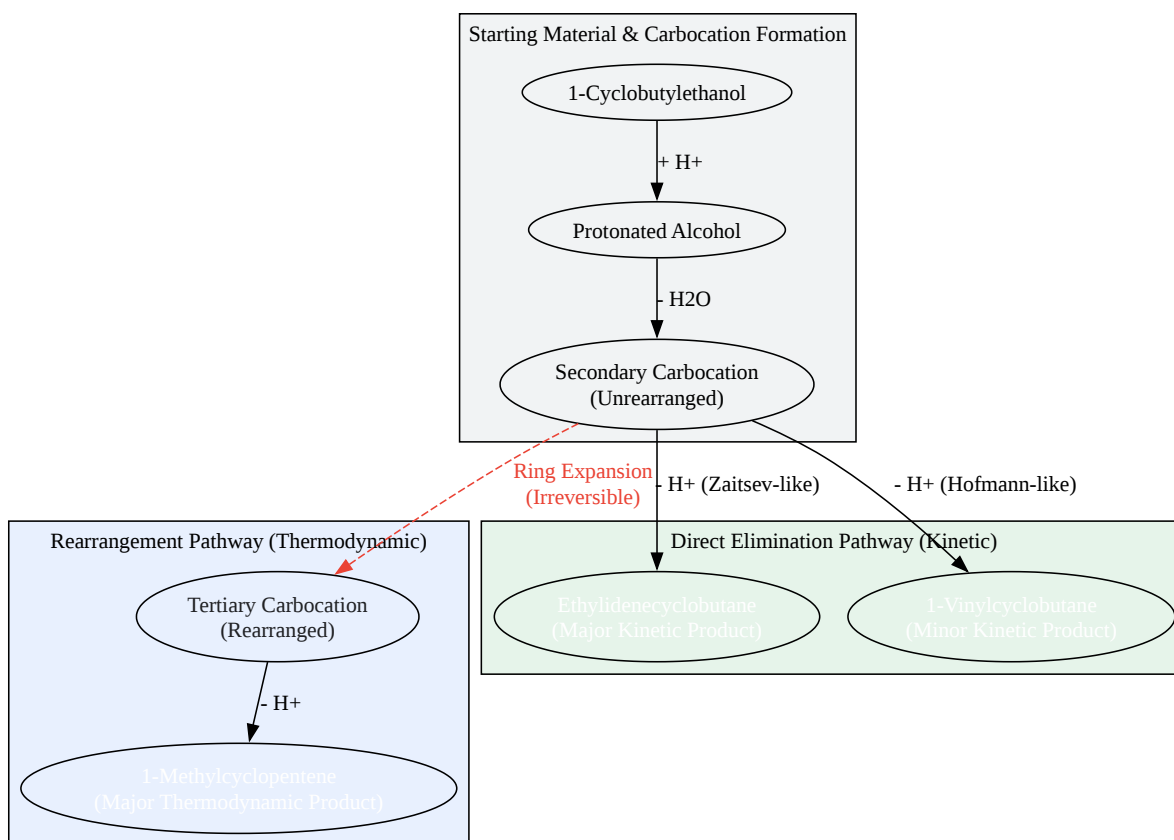 Starting Material & Carbocation Formation
1-Cyclobutylethanol
+ H+
Protonated Alcohol
- H2O
Secondary Carbocation
(Unrearranged)
Ring Expansion
(Irreversible)
- H+ (Zaitsev-like)
- H+ (Hofmann-like)
Rearrangement Pathway (Thermodynamic)
Direct Elimination Pathway (Kinetic)
Tertiary Carbocation
(Rearranged)
Ethylidenecyclobutane
(Major Kinetic Product)
1-Vinylcyclobutane
(Minor Kinetic Product)
- H+
1-Methylcyclopentene
(Major Thermodynamic Product)